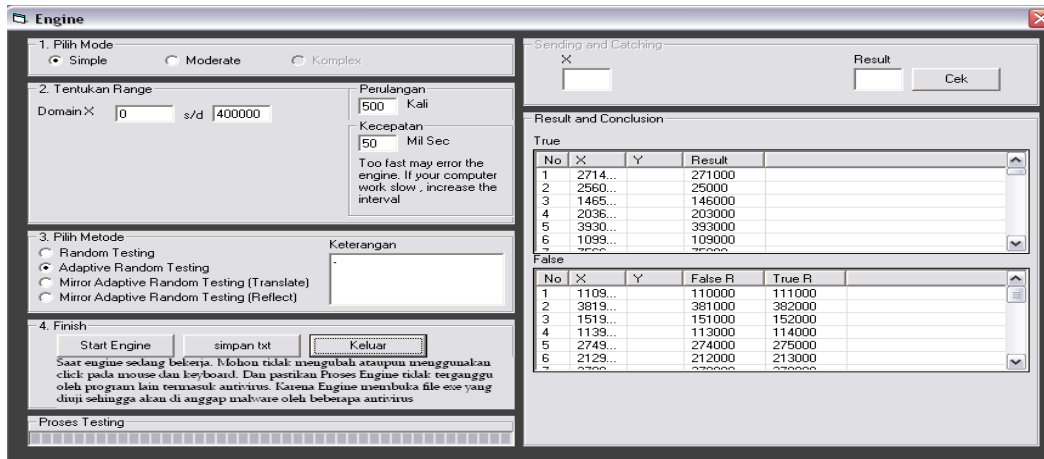 Engine
1. Pilih Mode
Simple Moderate Komplex
2. Tentukan Range
Domain X 0 s/d 400000
Perulangan
500 Kali
Kecepatan
50 Mil Sec
Too fast may error the
engine. If your computer
work slow , increase the
interval
3. Pilih Metode
Random Testing
Adaptive Random Testing
Mirror Adaptive Random Testing (Translate)
Mirror Adaptive Random Testing (Reflect)
Keterangan
-
4. Finish
Start Engine simpan txt Keluar
Saat engine sedang bekerja. Mohon tidak mengubah ataupun menggunakan
click pada mouse dan keyboard. Dan pastikan Proses Engine tidak terganggu
oleh program lain termasuk antivirus. Karena Engine membuka file exe yang
diuji sehingga akan di anggap malware oleh beberapa antivirus
Proses Testing
Sending and Catching
X Result
Cek
Result and Conclusion
True
No X Y Result
1 2714... 271000
2 2560... 25000
3 1465... 146000
4 2036... 203000
5 3930... 393000
6 1099... 109000
False
No X Y False R True R
1 1109... 110000 111000
2 3819... 381000 382000
3 1519... 151000 152000
4 1139... 113000 114000
5 2749... 274000 275000
6 2129... 212000 213000